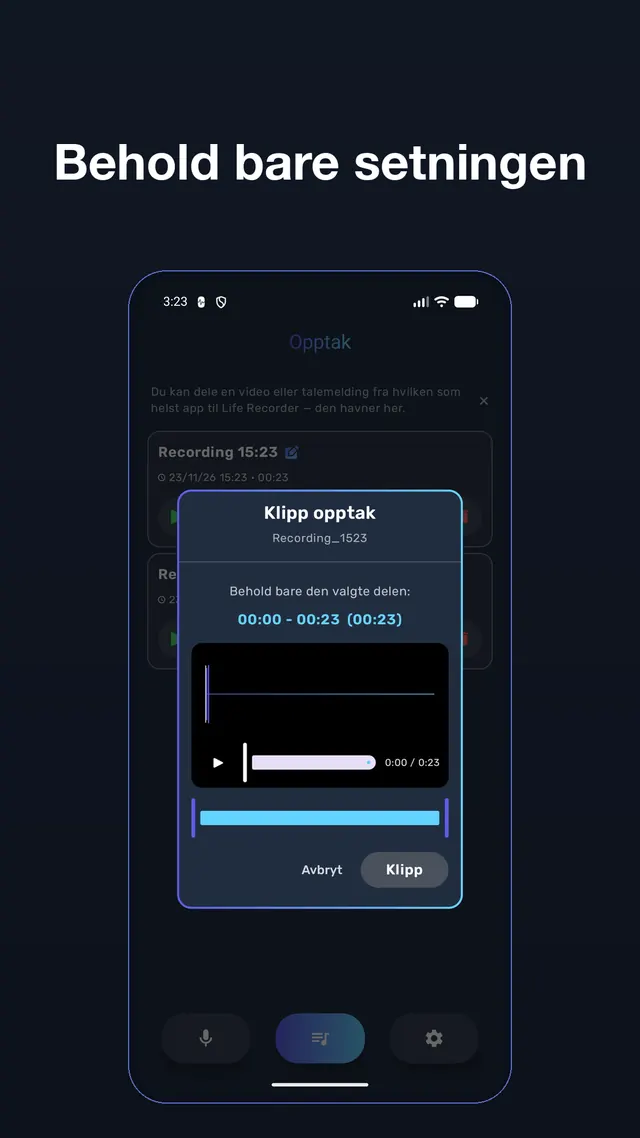 Behold bare setningen
3:23
Opptak
Du kan dele en video eller talemelding fra hvilken som
helst app til Life Recorder – den havner her.
Recording 15:23
23/11/26 15:23 • 00:23
Klipp opptak
Recording_1523
Behold bare den valgte delen:
00:00 - 00:23 (00:23)
0:00 / 0:23
Avbryt
Klipp